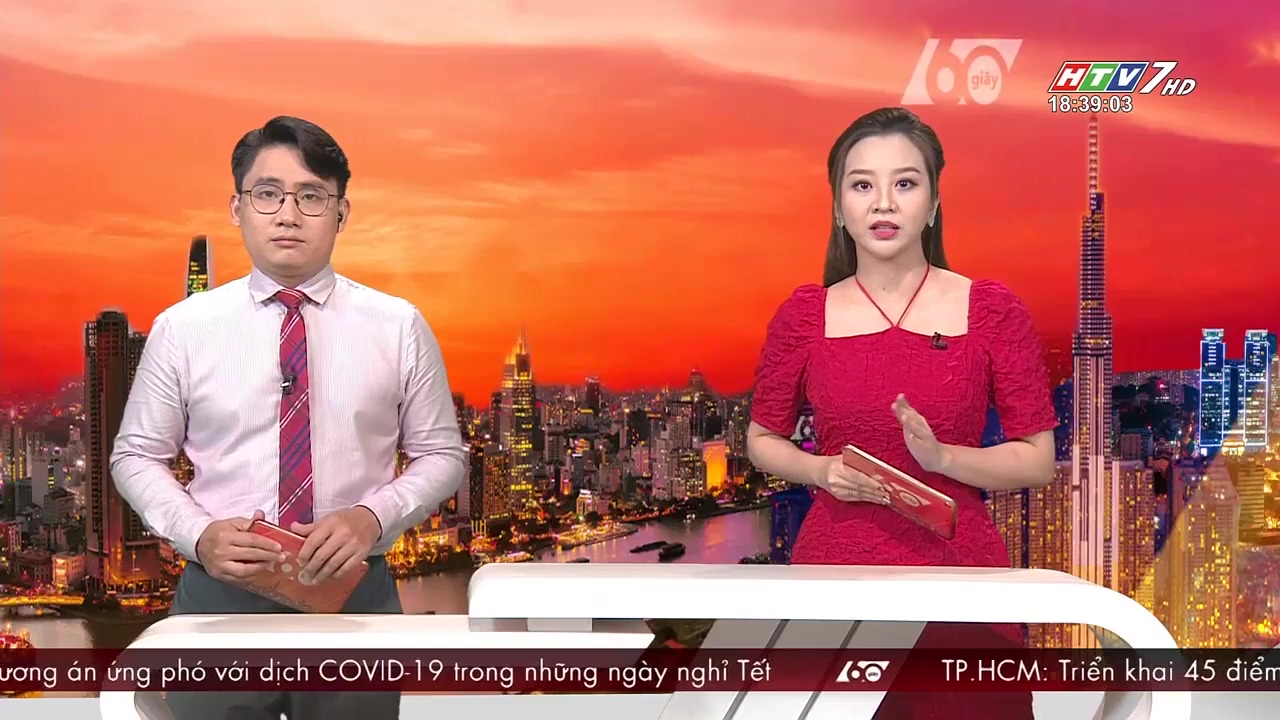 60 giây
HTV7 HD
18:39:03
ương án ứng phó với dịch COVID-19 trong những ngày nghỉ Tết
60 giây
TP.HCM: Triển khai 45 điểm